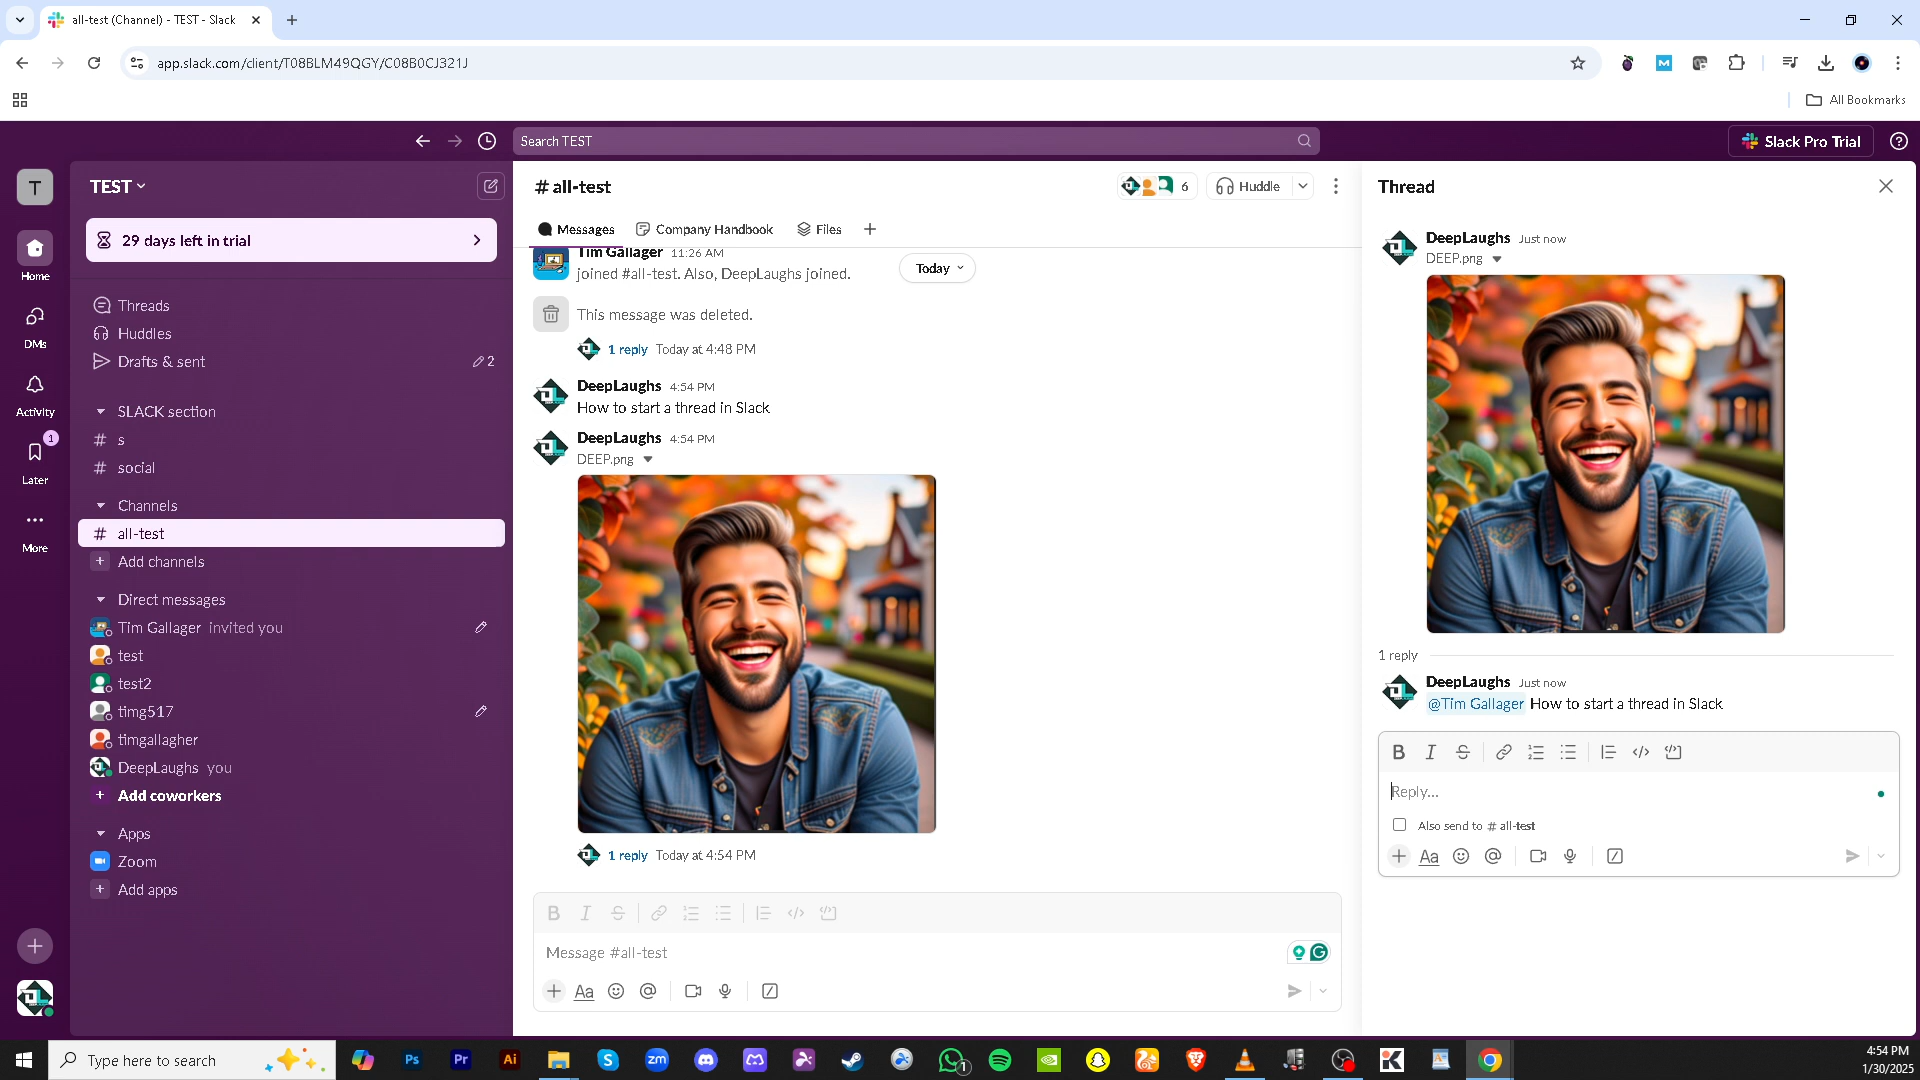 all-test (Channel) - TEST - Slack
app.slack.com/client/T08BLM49QGY/C08B0CJ321J
All Bookmarks
Search TEST
Slack Pro Trial
T
TEST
29 days left in trial
Home
DMs
Activity
1
Later
More
Threads
Huddles
Drafts & sent
2
SLACK section
# s
# social
Channels
# all-test
+ Add channels
Direct messages
Tim Gallager invited you
test
test2
timg517
timgallagher
DeepLaughs you
+ Add coworkers
Apps
Zoom
+ Add apps
# all-test
6
Huddle
Messages
Company Handbook
Files
Today
Tim Gallager 11:26 AM
joined #all-test. Also, DeepLaughs joined.
This message was deleted.
1 reply Today at 4:48 PM
DeepLaughs 4:54 PM
How to start a thread in Slack
DeepLaughs 4:54 PM
DEEP.png
1 reply Today at 4:54 PM
B I S
Message #all-test
Aa
Thread
DeepLaughs Just now
DEEP.png
1 reply
DeepLaughs Just now
@Tim Gallager How to start a thread in Slack
B I S
Reply...
Also send to # all-test
Aa
Type here to search
Ps
Pr
Ai
zm
1
4:54 PM
1/30/2025